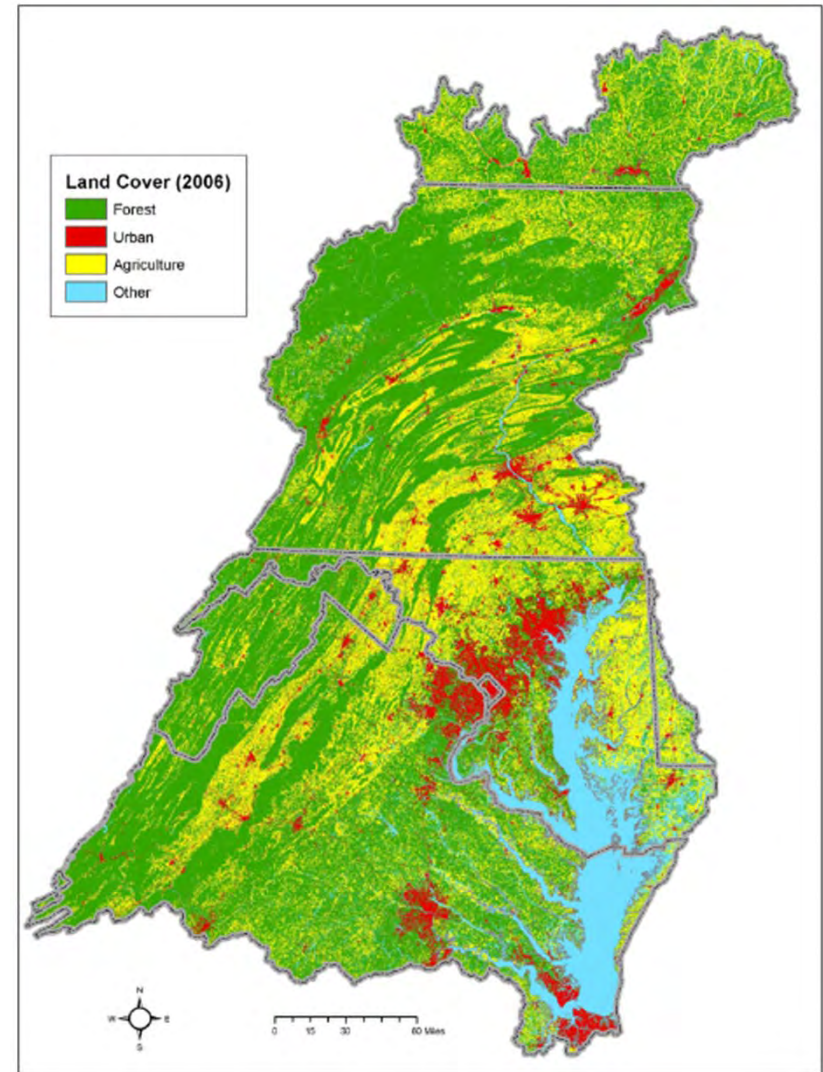 Land Cover (2006)
Forest
Urban
Agriculture
Other
N
W E
S
0 15 30 60 Miles